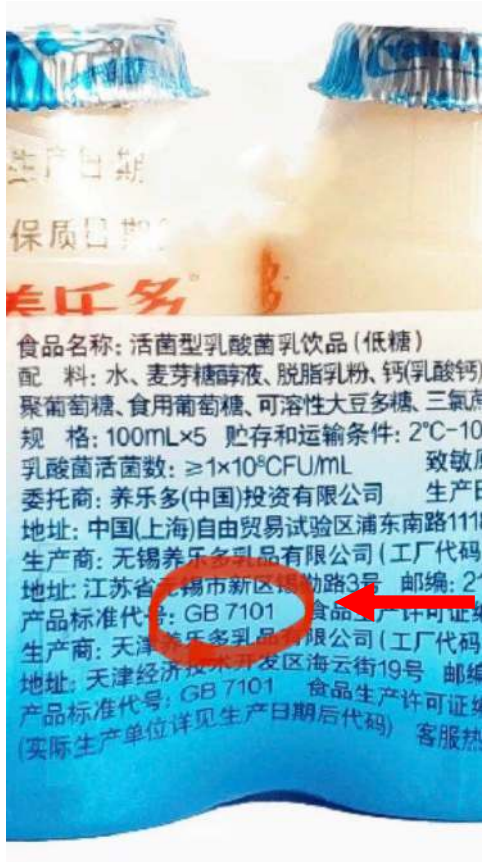 生产日期
保质日期
养乐多
食品名称: 活菌型乳酸菌乳饮品(低糖)
配 料: 水、麦芽糖醇液、脱脂乳粉、钙(乳酸钙)
聚葡萄糖、食用葡萄糖、可溶性大豆多糖、三氯蔗
规 格: 100mL×5 贮存和运输条件: 2°C-10
乳酸菌活菌数: ≥1×10⁸CFU/mL 致敏原
委托商: 养乐多(中国)投资有限公司 生产日
地址: 中国(上海)自由贸易试验区浦东南路1118
生产商: 无锡养乐多乳品有限公司(工厂代码
地址: 江苏省无锡市新区锡勤路3号 邮编: 21
产品标准代号: GB 7101 食品生产许可证编
生产商: 天津养乐多乳品有限公司(工厂代码
地址: 天津经济技术开发区海云街19号 邮编
产品标准代号: GB 7101 食品生产许可证编
(实际生产单位详见生产日期后代码) 客服热